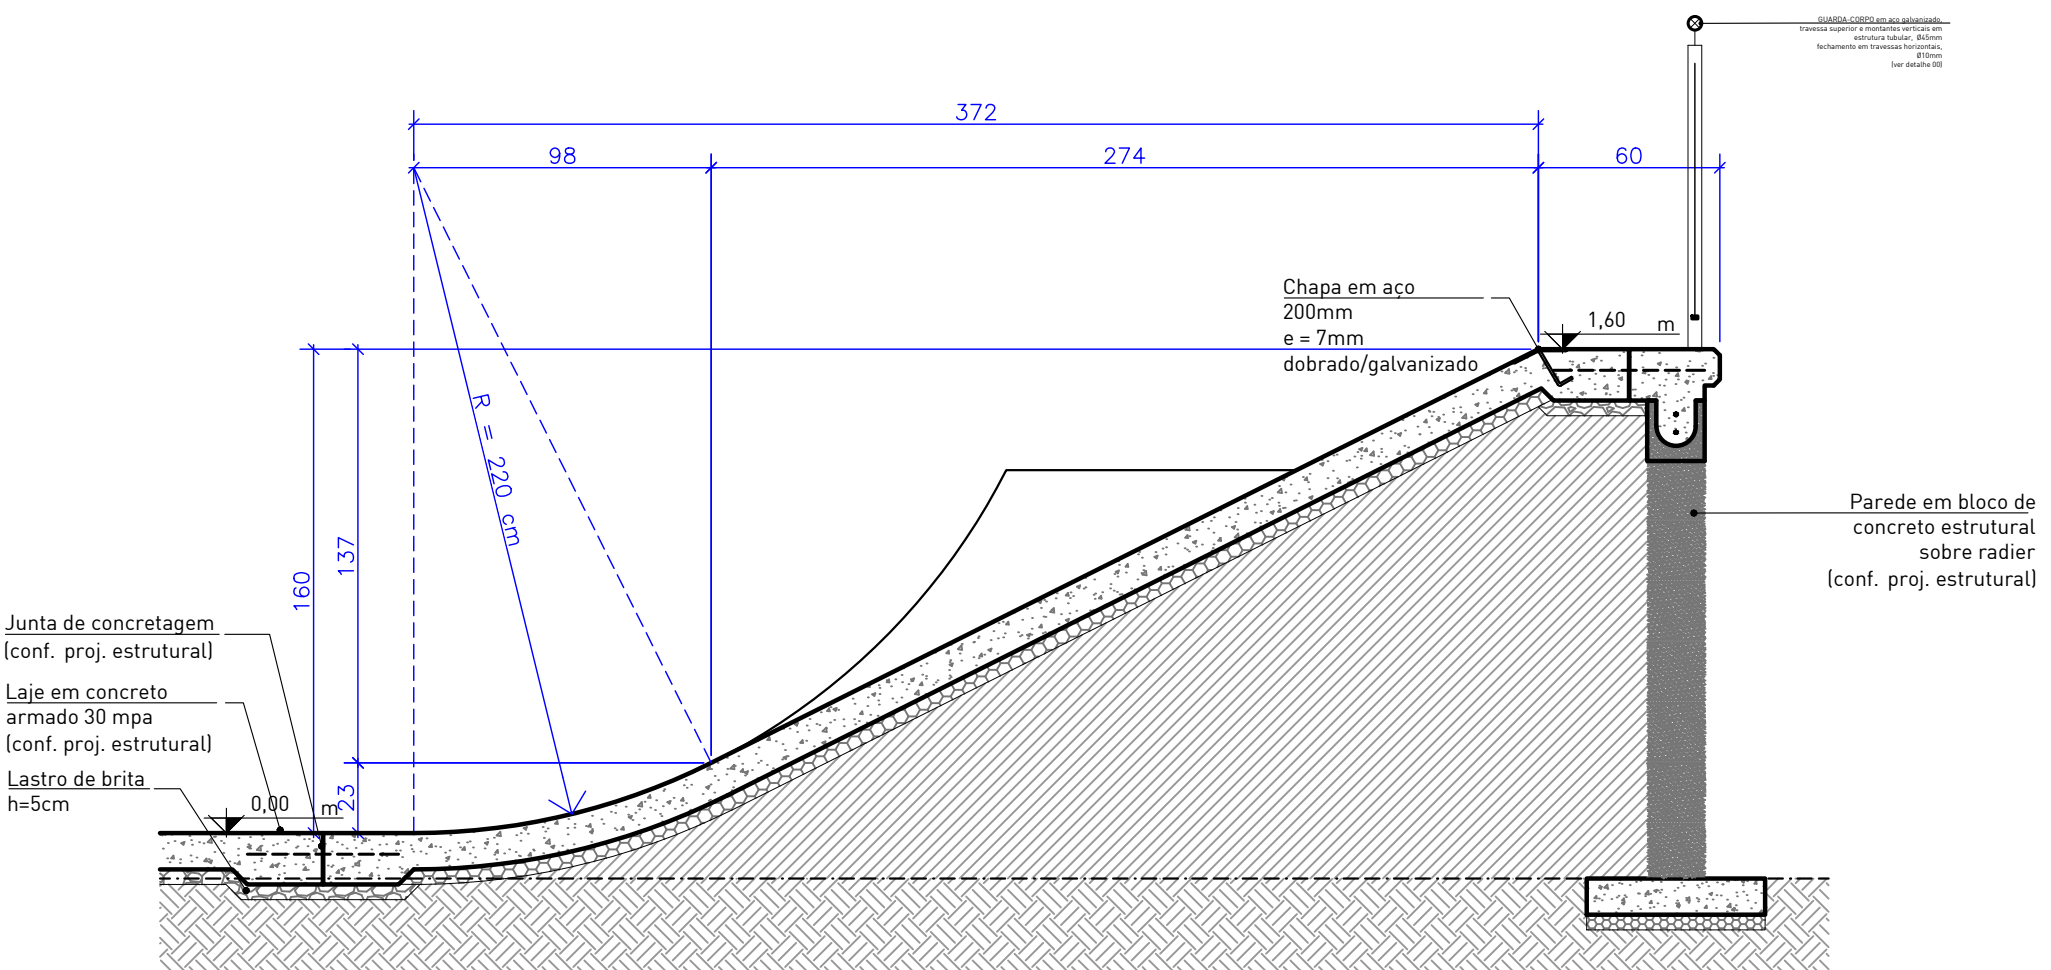 GUARDA-CORPO em aço galvanizado,
travessa superior e montantes verticais em
estrutura tubular, Ø45mm
fechamento em travessas horizontais,
Ø10mm
(ver detalhe 00)
372
98
274
60
Chapa em aço
200mm
e = 7mm
dobrado/galvanizado
1,60 m
R = 220 cm
137
160
23
Parede em bloco de
concreto estrutural
sobre radier
(conf. proj. estrutural)
Junta de concretagem
(conf. proj. estrutural)
Laje em concreto
armado 30 mpa
(conf. proj. estrutural)
Lastro de brita
h=5cm
0,00 m